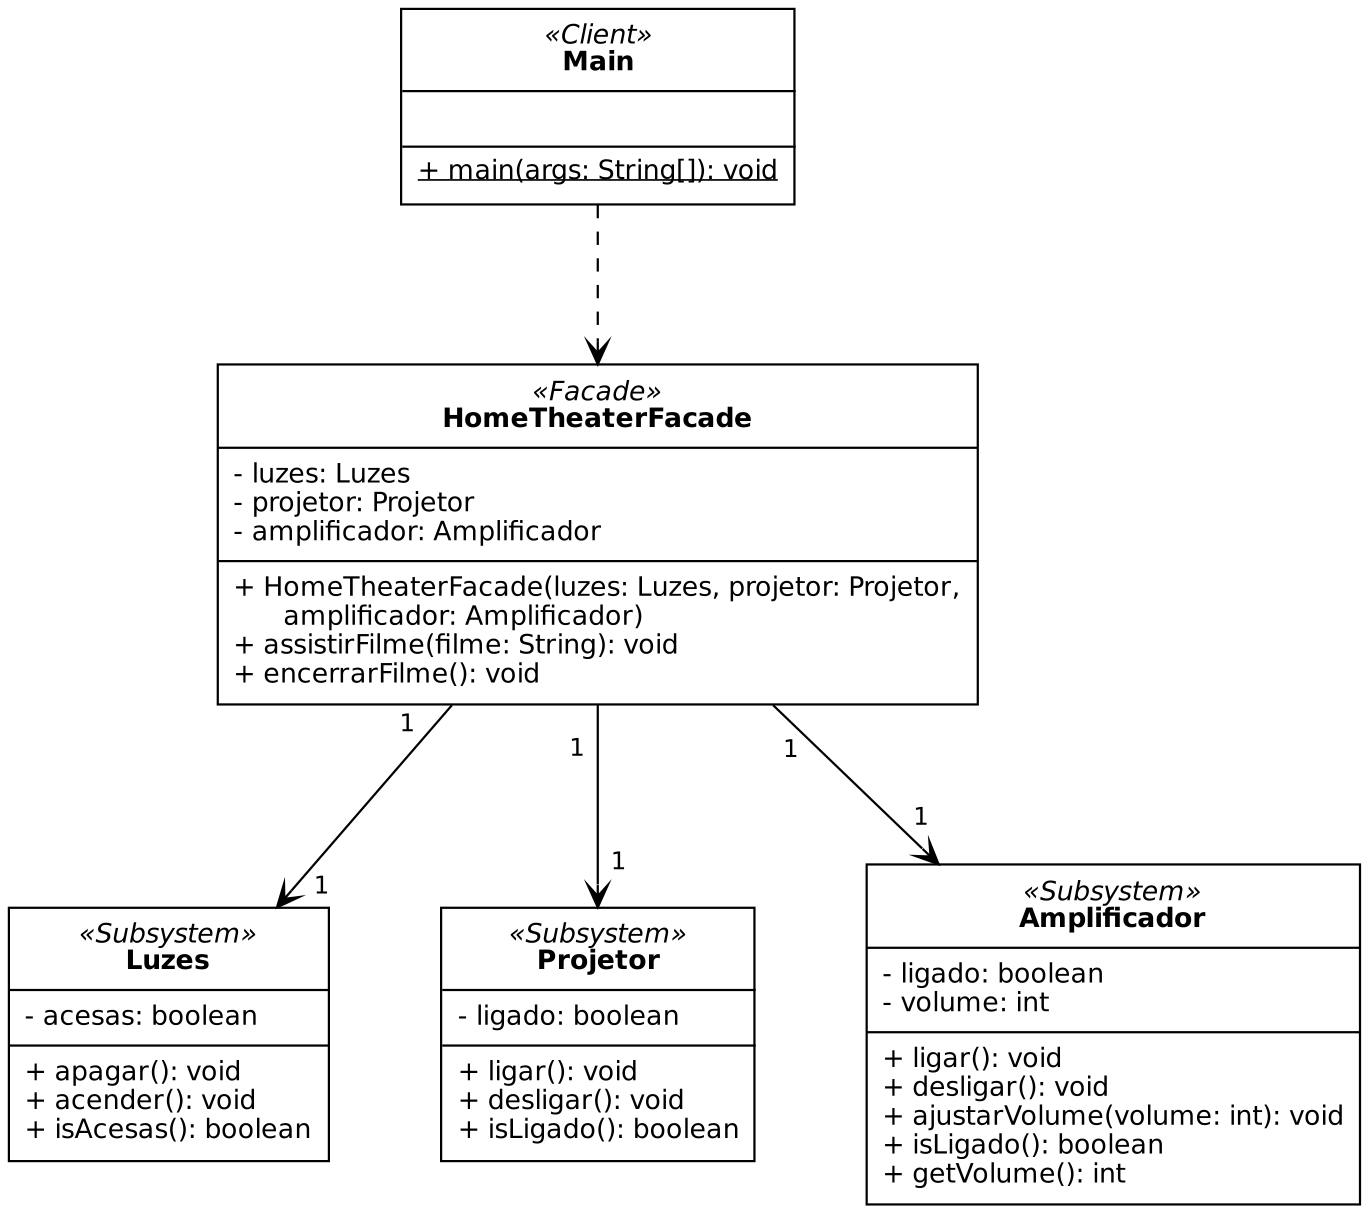 «Client»
Main
+ main(args: String[]): void
«Facade»
HomeTheaterFacade
- luzes: Luzes
- projetor: Projetor
- amplificador: Amplificador
+ HomeTheaterFacade(luzes: Luzes, projetor: Projetor,
amplificador: Amplificador)
+ assistirFilme(filme: String): void
+ encerrarFilme(): void
1
1
1
1
1
1
«Subsystem»
Luzes
- acesas: boolean
+ apagar(): void
+ acender(): void
+ isAcesas(): boolean
«Subsystem»
Projetor
- ligado: boolean
+ ligar(): void
+ desligar(): void
+ isLigado(): boolean
«Subsystem»
Amplificador
- ligado: boolean
- volume: int
+ ligar(): void
+ desligar(): void
+ ajustarVolume(volume: int): void
+ isLigado(): boolean
+ getVolume(): int